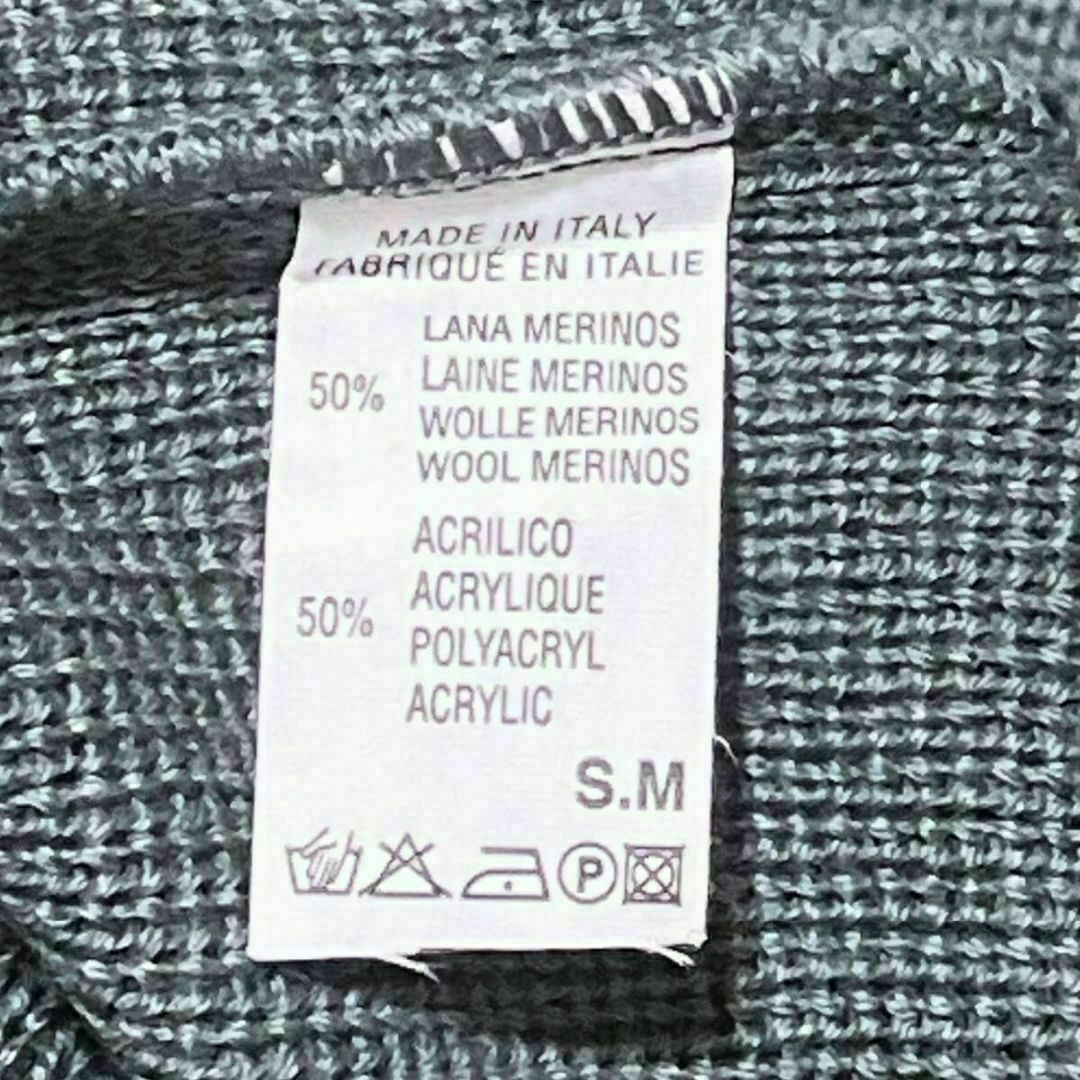 MADE IN ITALY
FABRIQUÉ EN ITALIE
50%
LANA MERINOS
LAINE MERINOS
WOLLE MERINOS
WOOL MERINOS
50%
ACRILICO
ACRYLIQUE
POLYACRYL
ACRYLIC
S.M
P